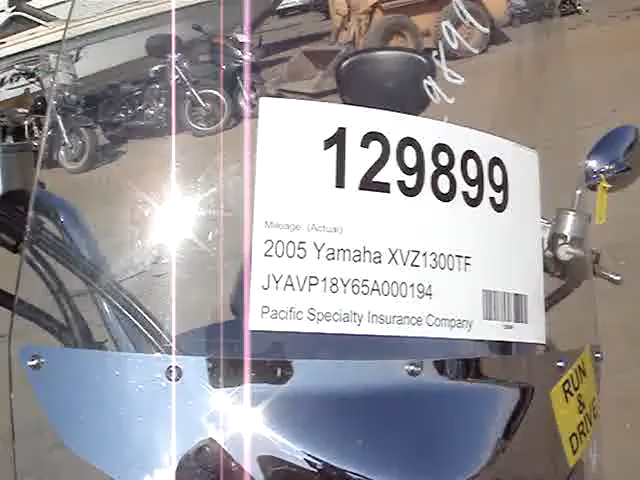 129899
Mileage: (Actual)
2005 Yamaha XVZ1300TF
JYAVP18Y65A000194
Pacific Specialty Insurance Company
RUN
&
DRIVE